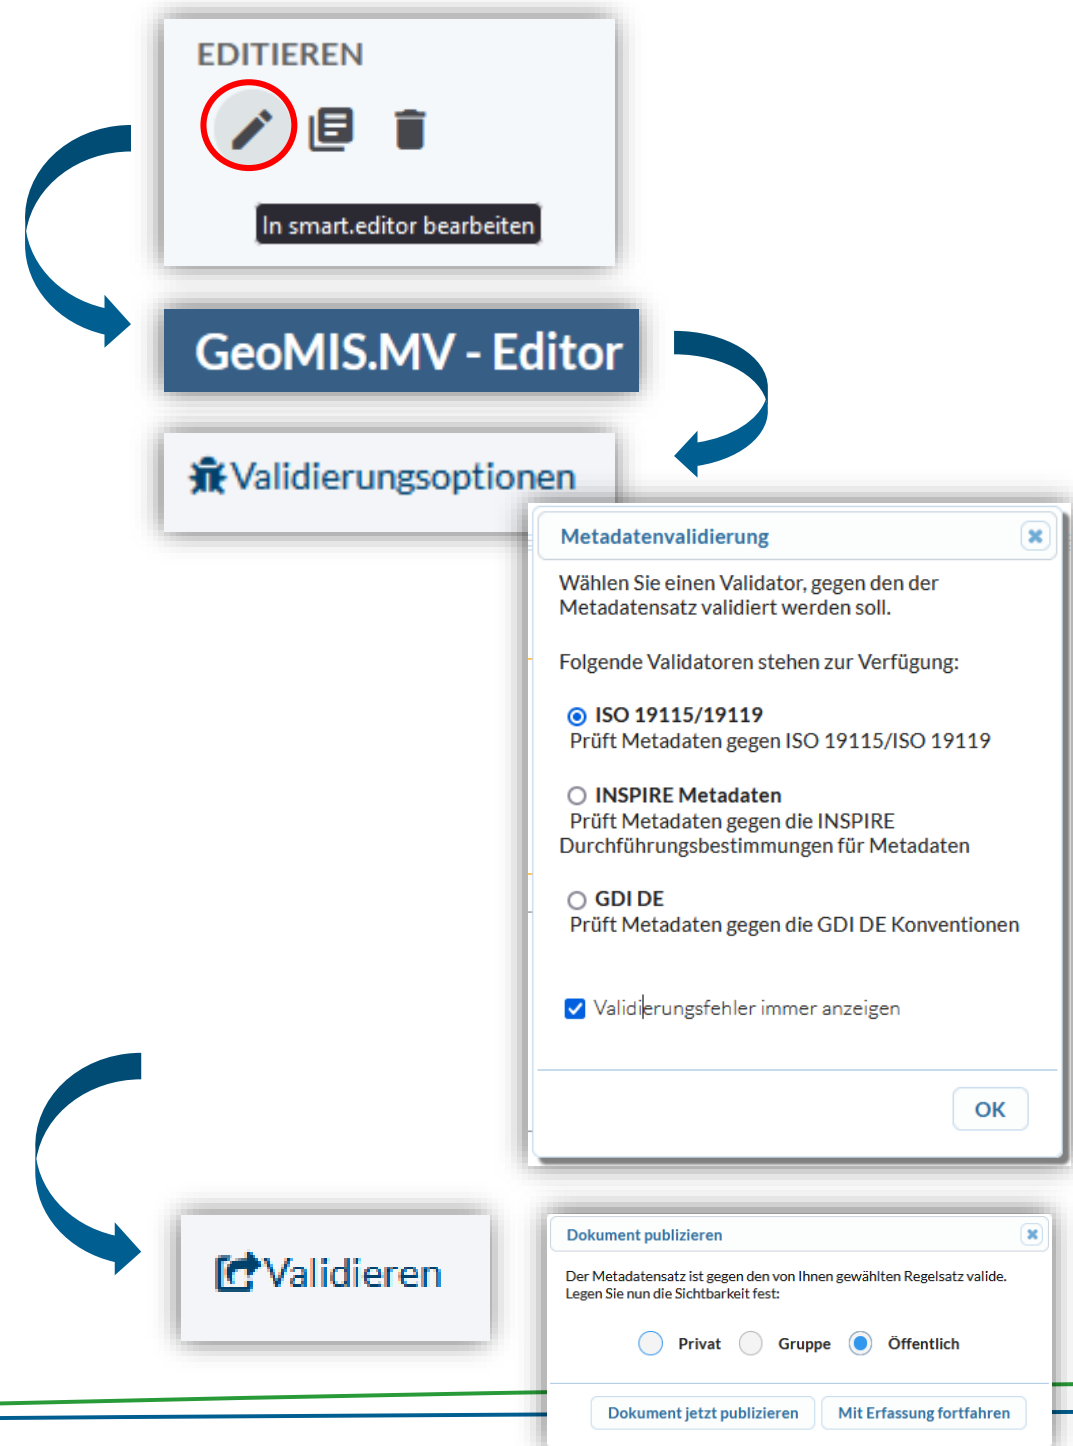 EDITIEREN
In smart.editor bearbeiten
GeoMIS.MV - Editor
Validierungsoptionen
Metadatenvalidierung
Wählen Sie einen Validator, gegen den der
Metadatensatz validiert werden soll.
Folgende Validatoren stehen zur Verfügung:
ISO 19115/19119
Prüft Metadaten gegen ISO 19115/ISO 19119
INSPIRE Metadaten
Prüft Metadaten gegen die INSPIRE
Durchführungsbestimmungen für Metadaten
GDI DE
Prüft Metadaten gegen die GDI DE Konventionen
Validierungsfehler immer anzeigen
OK
Validieren
Dokument publizieren
Der Metadatensatz ist gegen den von Ihnen gewählten Regelsatz valide.
Legen Sie nun die Sichtbarkeit fest:
Privat Gruppe Öffentlich
Dokument jetzt publizieren Mit Erfassung fortfahren